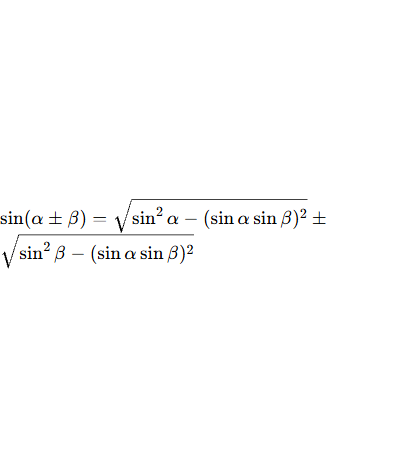 sin(α ± β) = √(sin² α − (sin α sin β)²) ±
√(sin² β − (sin α sin β)²)